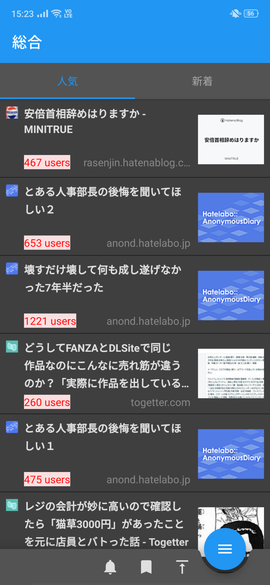 15:23
56
総合
人気
新着
安倍首相辞めはりますか -
MINITRUE
467 users
rasenjin.hatenablog.c...
HatenaBlog
安倍首相辞めはりますか
MINITRUE
とある人事部長の後悔を聞いてほ
しい２
653 users
anond.hatelabo.jp
Hatelabo::
AnonymousDiary
壊すだけ壊して何も成し遂げなか
った7年半だった
1221 users
anond.hatelabo.jp
Hatelabo::
AnonymousDiary
どうしてFANZAとDLSiteで同じ
作品なのにこんなに売れ筋が違う
のか？「実際に作品を出している...
260 users
togetter.com
とある人事部長の後悔を聞いてほ
しい１
475 users
anond.hatelabo.jp
Hatelabo::
AnonymousDiary
レジの会計が妙に高いので確認し
たら「猫草3000円」があったこと
を元に店員とバトった話 - Togetter